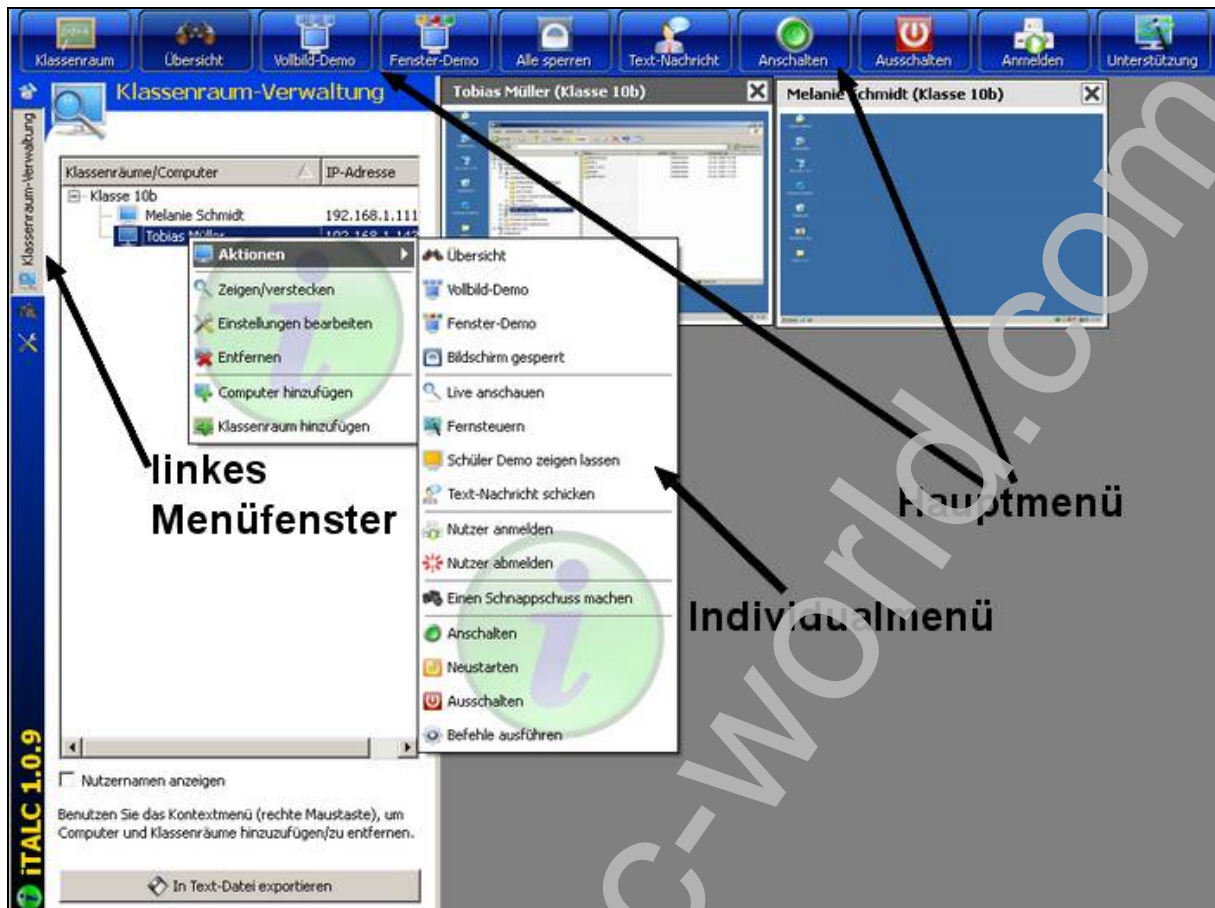 Klassenraum
Übersicht
Vollbild-Demo
Fenster-Demo
Alle sperren
Text-Nachricht
Anschalten
Ausschalten
Anmelden
Unterstützung
Klassenraum-Verwaltung
Klassenraum-Verwaltung
Klassenräume/Computer
IP-Adresse
Klasse 10b
Melanie Schmidt 192.168.1.111
Tobias Müller
Aktionen
Zeigen/verstecken
Einstellungen bearbeiten
Entfernen
Computer hinzufügen
Klassenraum hinzufügen
Übersicht
Vollbild-Demo
Fenster-Demo
Bildschirm gesperrt
Live anschauen
Fernsteuern
Schüler Demo zeigen lassen
Text-Nachricht schicken
Nutzer anmelden
Nutzer abmelden
Einen Schnappschuss machen
Anschalten
Neustarten
Ausschalten
Befehle ausführen
Tobias Müller (Klasse 10b)
Melanie Schmidt (Klasse 10b)
linkes
Menüfenster
Hauptmenü
Individualmenü
Nutzernamen anzeigen
Benutzen Sie das Kontextmenü (rechte Maustaste), um
Computer und Klassenräume hinzuzufügen/zu entfernen.
In Text-Datei exportieren
iTALC 1.0.9
c-world.com